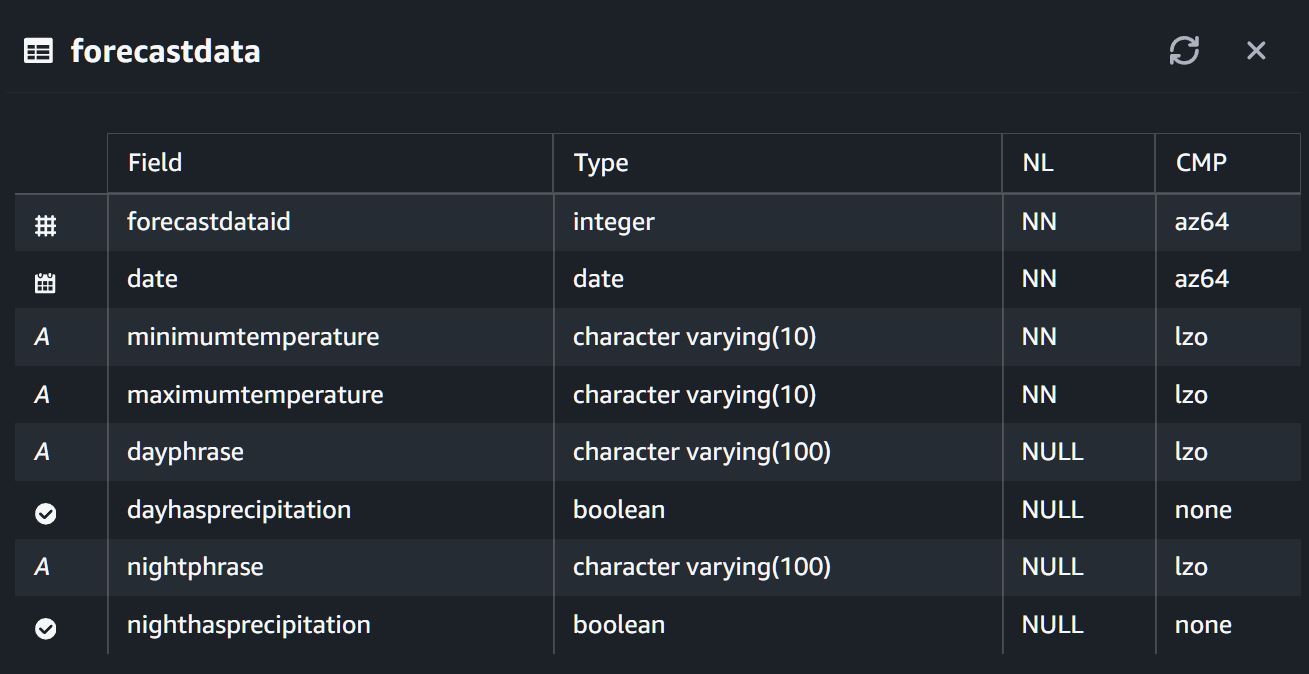 forecastdata
Field Type NL CMP
forecastdataid integer NN az64
date date NN az64
A minimumtemperature character varying(10) NN lzo
A maximumtemperature character varying(10) NN lzo
A dayphrase character varying(100) NULL lzo
dayhasprecipitation boolean NULL none
A nightphrase character varying(100) NULL lzo
nighthasprecipitation boolean NULL none